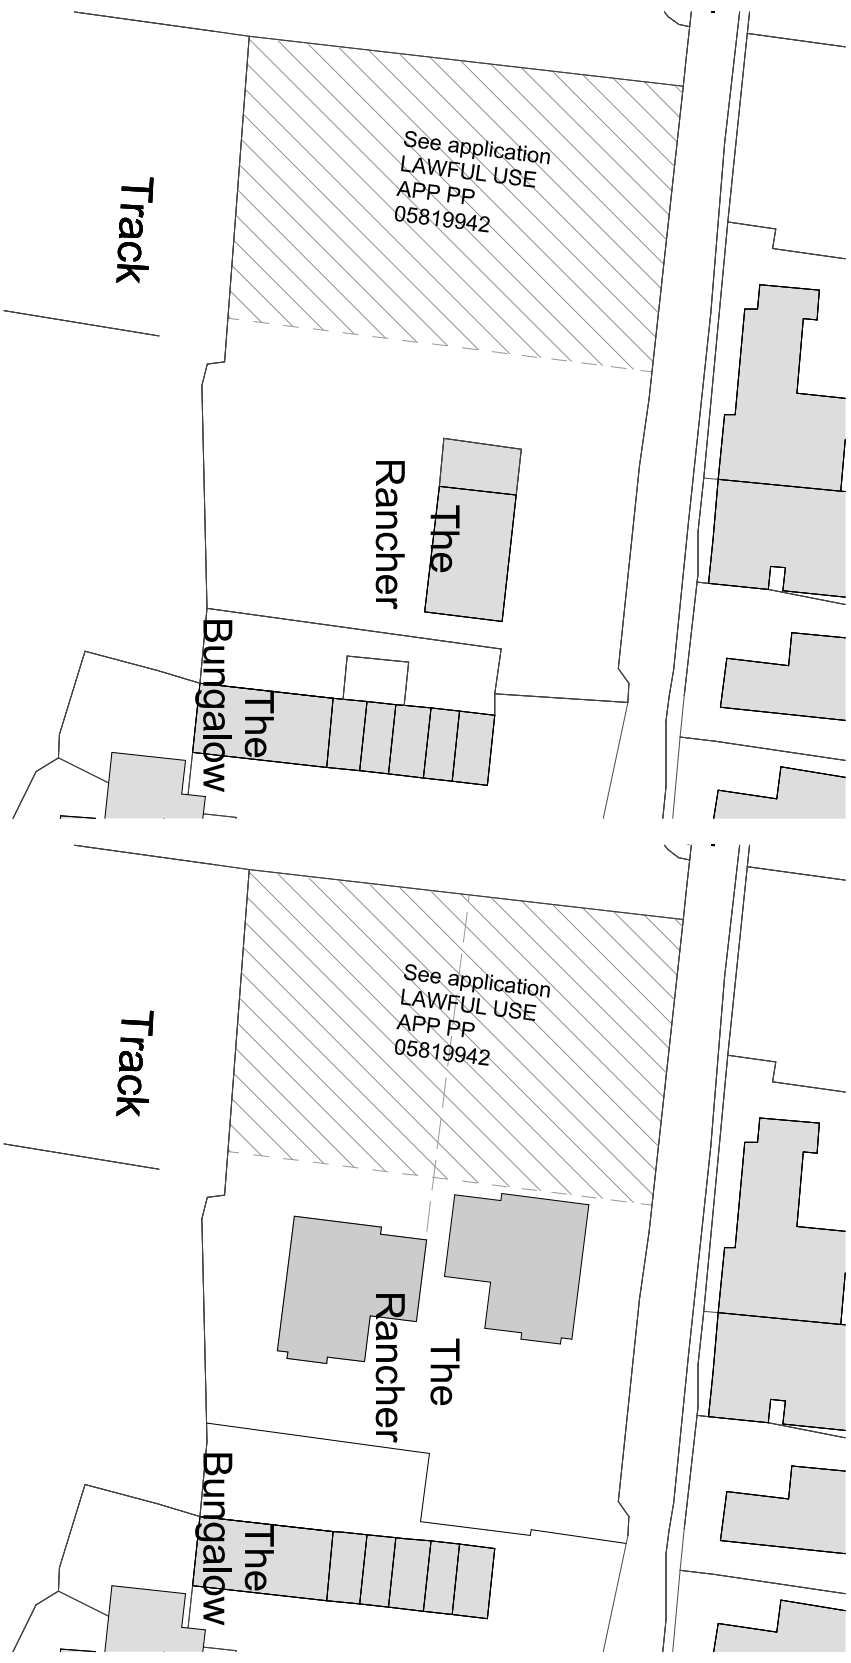 See application
LAWFUL USE
APP PP
05819942
Track
The
Rancher
The
Bungalow
See application
LAWFUL USE
APP PP
05819942
Track
The
Rancher
The
Bungalow